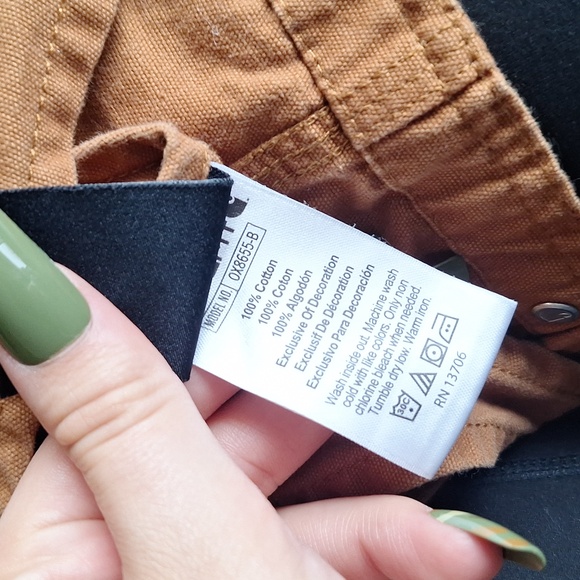 MODEL NO. OX8655-B
100% Cotton
100% Coton
100% Algodón
Exclusive of Decoration
Exclusif De Décoration
Exclusivo Para Decoración
Wash inside out. Machine wash
cold with like colors. Only non
chlorine bleach when needed.
Tumble dry low. Warm iron.
30C
RN 13706